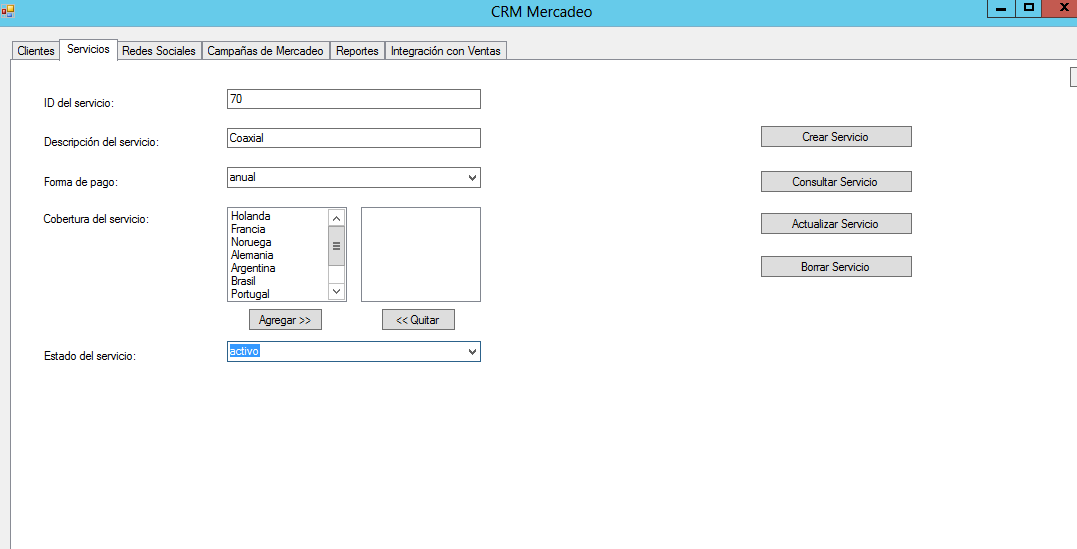 CRM Mercadeo
Clientes Servicios Redes Sociales Campañas de Mercadeo Reportes Integración con Ventas
ID del servicio: 70
Descripción del servicio: Coaxial
Crear Servicio
Forma de pago: anual
Consultar Servicio
Cobertura del servicio:
Holanda
Francia
Noruega
Alemania
Argentina
Brasil
Portugal
Actualizar Servicio
Borrar Servicio
Agregar >> << Quitar
Estado del servicio: activo